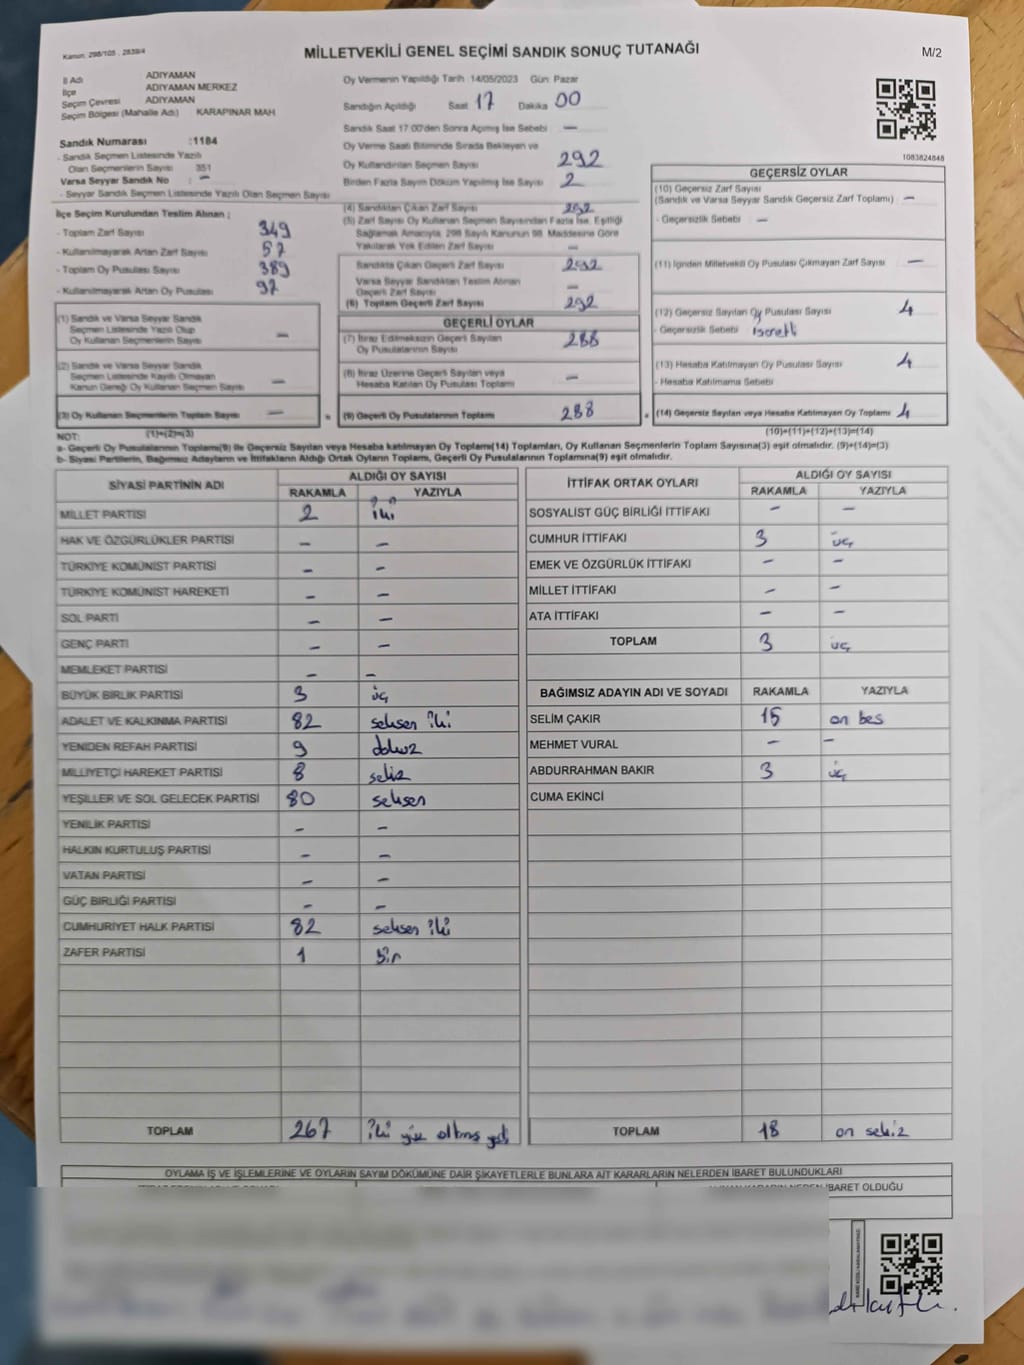 Kanun: 298/105 , 2839/4
MİLLETVEKİLİ GENEL SEÇİMİ SANDIK SONUÇ TUTANAĞI
M/2
İl Adı ADIYAMAN
İlçe ADIYAMAN MERKEZ
Seçim Çevresi ADIYAMAN
Seçim Bölgesi (Mahalle Adı) KARAPINAR MAH
Sandık Numarası :1184
- Sandık Seçmen Listesinde Yazılı
Olan Seçmenlerin Sayısı 351
Varsa Seyyar Sandık No : —
- Seyyar Sandık Seçmen Listesinde Yazılı Olan Seçmen Sayısı
Oy Vermenin Yapıldığı Tarih :14/05/2023 Gün: Pazar
Sandığın Açıldığı Saat 17 Dakika 00
Sandık Saat 17:00'den Sonra Açılmış İse Sebebi —
Oy Verme Saati Bitiminde Sırada Bekleyen ve
Oy Kullandırılan Seçmen Sayısı 292
Birden Fazla Sayım Döküm Yapılmış İse Sayısı 2
1083824848
İlçe Seçim Kurulundan Teslim Alınan ;
- Toplam Zarf Sayısı 349
- Kullanılmayarak Artan Zarf Sayısı 57
- Toplam Oy Pusulası Sayısı 389
- Kullanılmayarak Artan Oy Pusulası 97
(1) Sandık ve Varsa Seyyar Sandık
Seçmen Listesinde Yazılı Olup
Oy Kullanan Seçmen Sayısı —
(2) Sandık ve Varsa Seyyar Sandık
Seçmen Listesinde Kayıtlı Olmayan
Kanun Gereği Oy Kullanan Seçmen Sayısı —
(3) Oy Kullanan Seçmenlerin Toplam Sayısı —
(1)+(2)=(3)
(4) Sandıktan Çıkan Zarf Sayısı 292
(5) Zarf Sayısı Oy Kullanan Seçmen Sayısından Fazla İse, Eşitliği
Sağlamak Amacıyla, 298 Sayılı Kanunun 98. Maddesine Göre
Yakılarak Yok Edilen Zarf Sayısı —
Sandıkta Çıkan Geçerli Zarf Sayısı 292
Varsa Seyyar Sandıktan Teslim Alınan
Geçerli Zarf Sayısı —
(6) Toplam Geçerli Zarf Sayısı 292
GEÇERLİ OYLAR
(7) İtiraz Edilmeksizin Geçerli Sayılan
Oy Pusulalarının Sayısı 288
(8) İtiraz Üzerine Geçerli Sayılan veya
Hesaba Katılan Oy Pusulası Toplamı —
= (9) Geçerli Oy Pusulalarının Toplamı 288
GEÇERSİZ OYLAR
(10) Geçersiz Zarf Sayısı
(Sandık ve Varsa Seyyar Sandık Geçersiz Zarf Toplamı) —
- Geçersizlik Sebebi —
(11) İçinden Milletvekili Oy Pusulası Çıkmayan Zarf Sayısı —
(12) Geçersiz Sayılan Oy Pusulası Sayısı 4
- Geçersizlik Sebebi isaretli
(13) Hesaba Katılmayan Oy Pusulası Sayısı 4
- Hesaba Katılmama Sebebi
(14) Geçersiz Sayılan veya Hesaba Katılmayan Oy Toplamı 4
(10)+(11)+(12)+(13)=(14)
NOT:
a- Geçerli Oy Pusulalarının Toplamı(9) ile Geçersiz Sayılan veya Hesaba katılmayan Oy Toplamı(14) Toplamları, Oy Kullanan Seçmenlerin Toplam Sayısına(3) eşit olmalıdır. (9)+(14)=(3)
b- Siyasi Partilerin, Bağımsız Adayların ve İttifakların Aldığı Ortak Oyların Toplamı, Geçerli Oy Pusulalarının Toplamına(9) eşit olmalıdır.
SİYASİ PARTİNİN ADI ALDIĞI OY SAYISI
RAKAMLA YAZIYLA
MİLLET PARTİSİ 2 iki
HAK VE ÖZGÜRLÜKLER PARTİSİ — —
TÜRKİYE KOMÜNİST PARTİSİ — —
TÜRKİYE KOMÜNİST HAREKETİ — —
SOL PARTİ — —
GENÇ PARTİ — —
MEMLEKET PARTİSİ — —
BÜYÜK BİRLİK PARTİSİ 3 üç
ADALET VE KALKINMA PARTİSİ 82 seksen iki
YENİDEN REFAH PARTİSİ 9 dokuz
MİLLİYETÇİ HAREKET PARTİSİ 8 sekiz
YEŞİLLER VE SOL GELECEK PARTİSİ 80 seksen
YENİLİK PARTİSİ — —
HALKIN KURTULUŞ PARTİSİ — —
VATAN PARTİSİ — —
GÜÇ BİRLİĞİ PARTİSİ — —
CUMHURİYET HALK PARTİSİ 82 seksen iki
ZAFER PARTİSİ 1 bir
TOPLAM 267 iki yüz altmış yedi
İTTİFAK ORTAK OYLARI ALDIĞI OY SAYISI
RAKAMLA YAZIYLA
SOSYALİST GÜÇ BİRLİĞİ İTTİFAKI — —
CUMHUR İTTİFAKI 3 üç
EMEK VE ÖZGÜRLÜK İTTİFAKI — —
MİLLET İTTİFAKI — —
ATA İTTİFAKI — —
TOPLAM 3 üç
BAĞIMSIZ ADAYIN ADI VE SOYADI RAKAMLA YAZIYLA
SELİM ÇAKIR 15 on beş
MEHMET VURAL — —
ABDURRAHMAN BAKIR 3 üç
CUMA EKİNCİ
TOPLAM 18 on sekiz
OYLAMA İŞ VE İŞLEMLERİNE VE OYLARIN SAYIM DÖKÜMÜNE DAİR ŞİKAYETLERLE BUNLARA AİT KARARLARIN NELERDEN İBARET BULUNDUKLARI
KARARIN NEDEN İBARET OLDUĞU